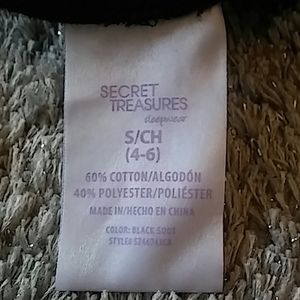 SECRET
TREASURES
sleepwear
S/CH
(4-6)
60% COTTON/ALGODÓN
40% POLYESTER/POLIÉSTER
MADE IN/HECHO EN CHINA
COLOR: BLACK SOOT
STYLE#